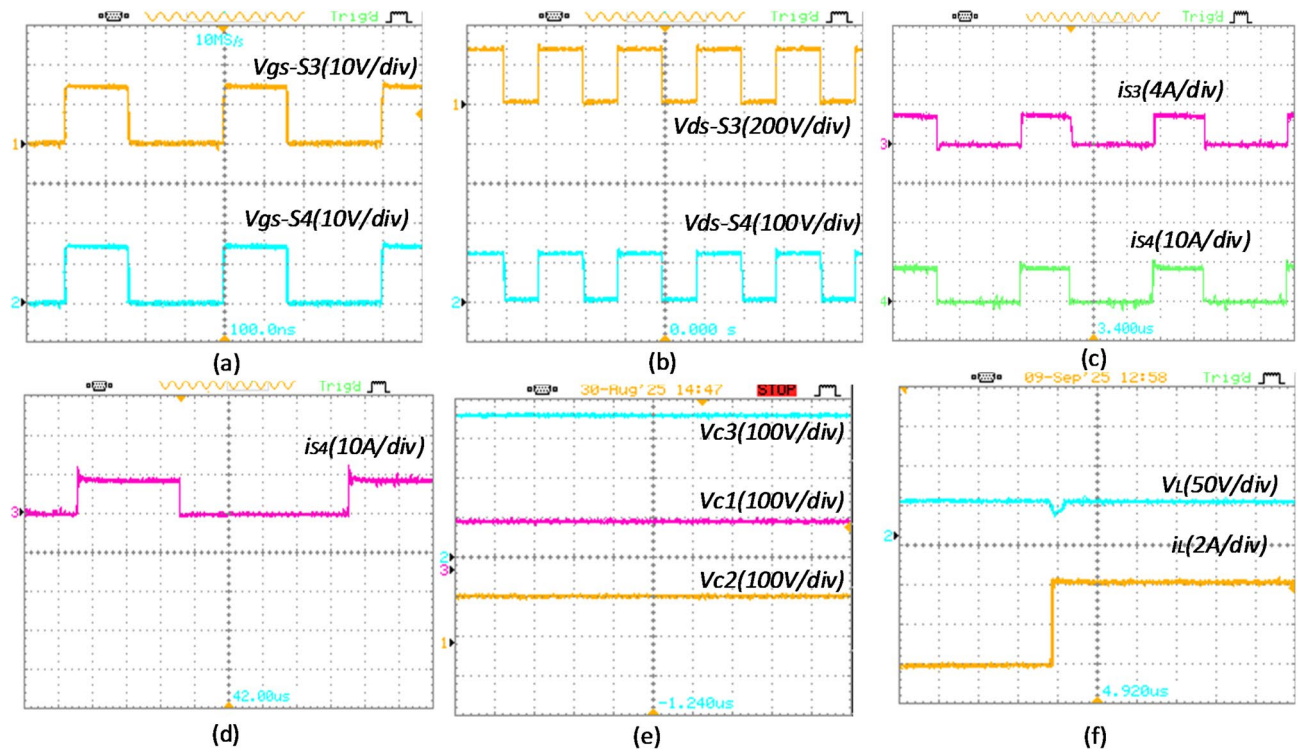 Trig'd
10MS/s
Vgs-S3(10V/div)
1
Vgs-S4(10V/div)
2
100.0ns
(a)
Trig'd
1
Vds-S3(200V/div)
Vds-S4(100V/div)
2
0.000 s
(b)
Trig'd
iS3(4A/div)
3
iS4(10A/div)
4
3.400us
(c)
Trig'd
iS4(10A/div)
3
42.00us
(d)
30-Aug'25 14:47 STOP
Vc3(100V/div)
Vc1(100V/div)
2
3
Vc2(100V/div)
1
-1.240us
(e)
09-Sep'25 12:58 Trig'd
VL(50V/div)
2
iL(2A/div)
4.920us
(f)